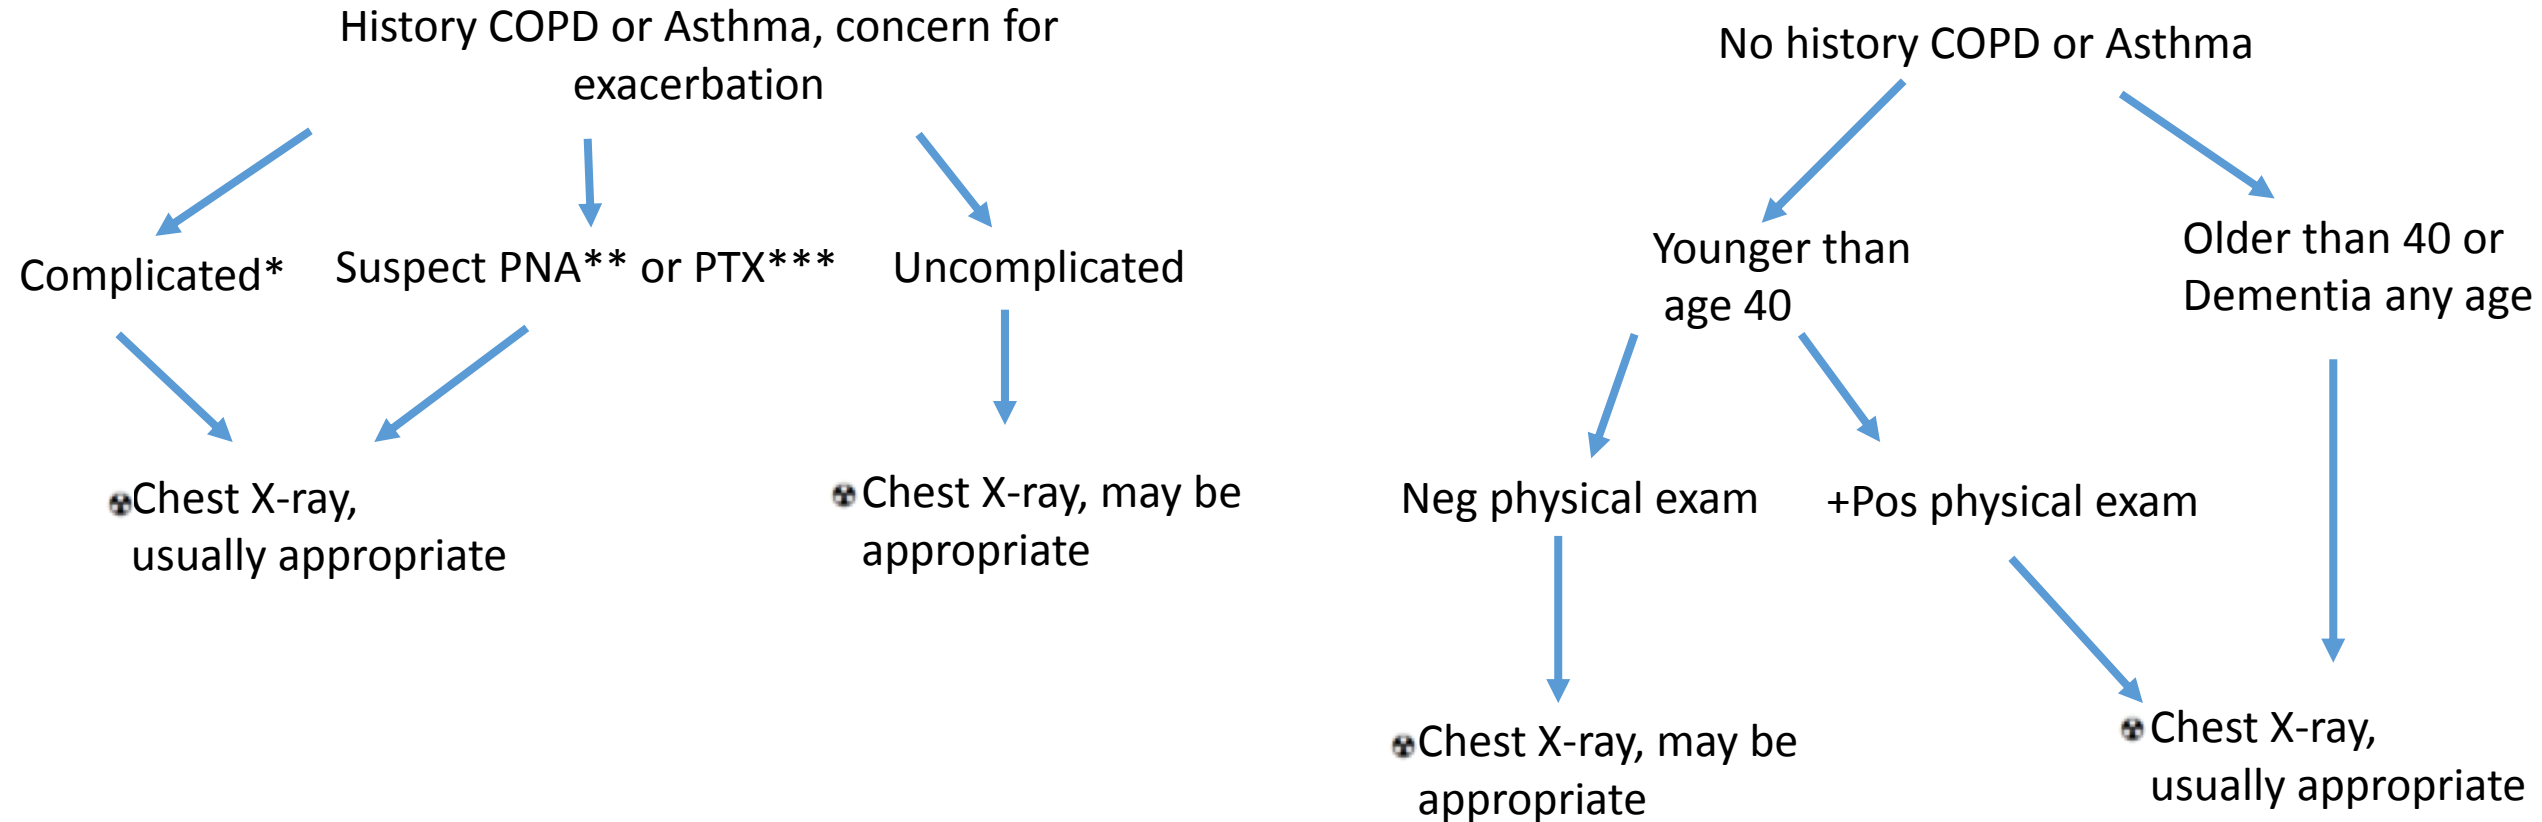 History COPD or Asthma, concern for
exacerbation
Complicated*
Suspect PNA** or PTX***
Uncomplicated
Chest X-ray,
usually appropriate
Chest X-ray, may be
appropriate
No history COPD or Asthma
Younger than
age 40
Older than 40 or
Dementia any age
Neg physical exam
+Pos physical exam
Chest X-ray, may be
appropriate
Chest X-ray,
usually appropriate